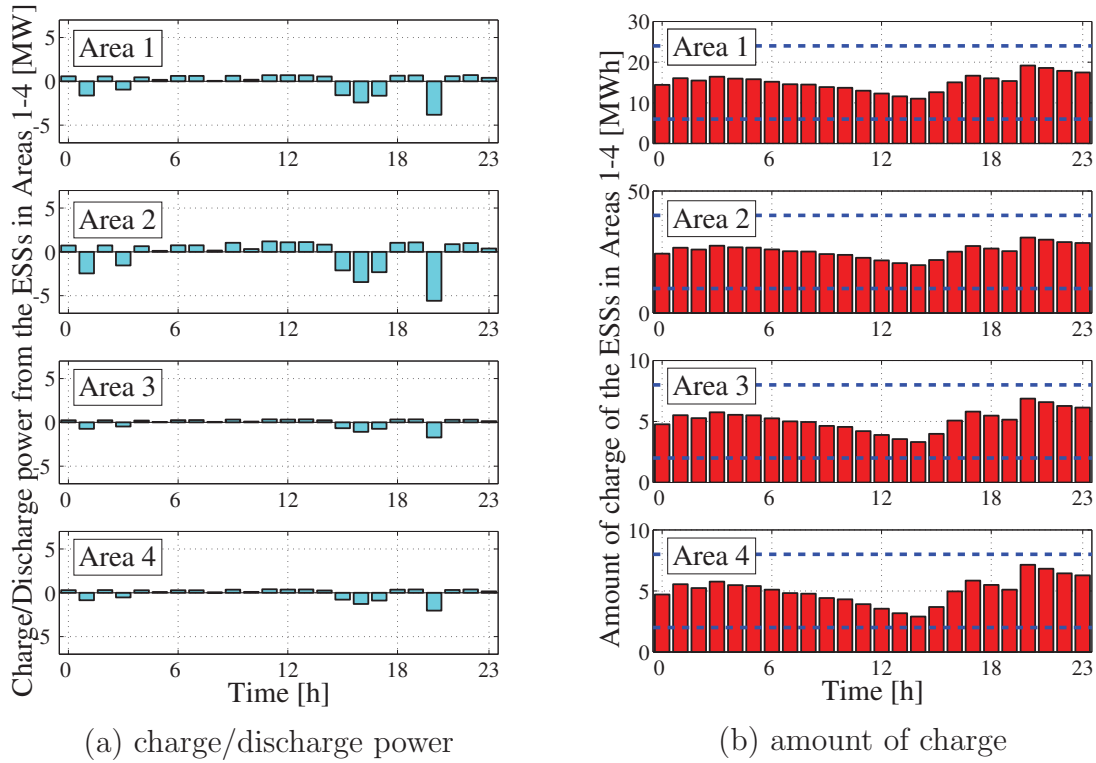 Charge/Discharge power from the ESSs in Areas 1-4 [MW]
5
0
-5
Area 1
0 6 12 18 23
5
0
-5
Area 2
0 6 12 18 23
5
0
-5
Area 3
0 6 12 18 23
5
0
-5
Area 4
0 6 12 18 23
Time [h]
(a) charge/discharge power
Amount of charge of the ESSs in Areas 1-4 [MWh]
30
20
10
0
Area 1
0 6 12 18 23
50
0
Area 2
0 6 12 18 23
10
5
0
Area 3
0 6 12 18 23
10
5
0
Area 4
0 6 12 18 23
Time [h]
(b) amount of charge